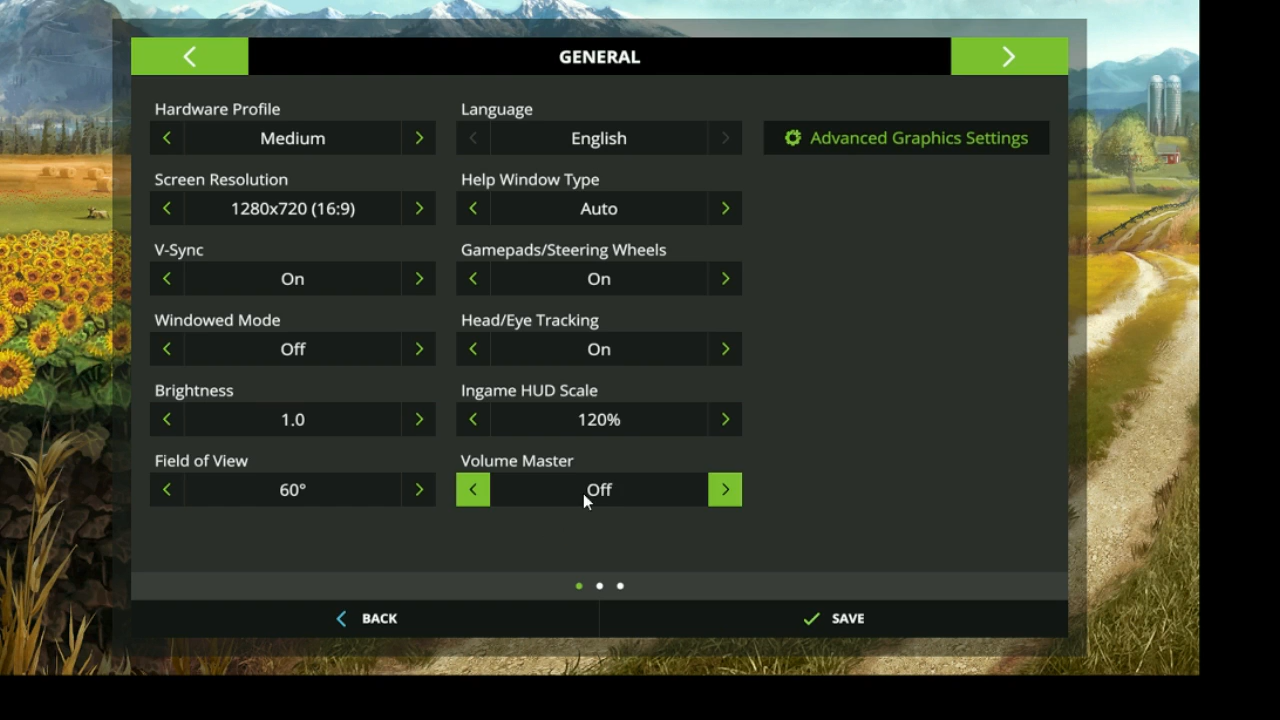 GENERAL
Hardware Profile
Medium
Screen Resolution
1280x720 (16:9)
V-Sync
On
Windowed Mode
Off
Brightness
1.0
Field of View
60°
Language
English
Help Window Type
Auto
Gamepads/Steering Wheels
On
Head/Eye Tracking
On
Ingame HUD Scale
120%
Volume Master
Off
Advanced Graphics Settings
BACK
SAVE